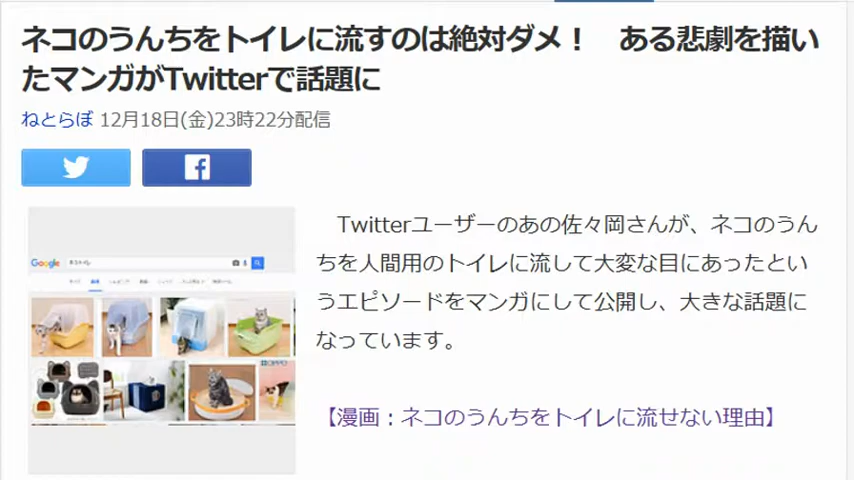 ネコのうんちをトイレに流すのは絶対ダメ！　ある悲劇を描い
たマンガがTwitterで話題に
ねとらぼ 12月18日(金)23時22分配信
Twitterユーザーのあの佐々岡さんが、ネコのうん
ちを人間用のトイレに流して大変な目にあったとい
うエピソードをマンガにして公開し、大きな話題に
なっています。
Google ネコトイレ
【漫画：ネコのうんちをトイレに流せない理由】